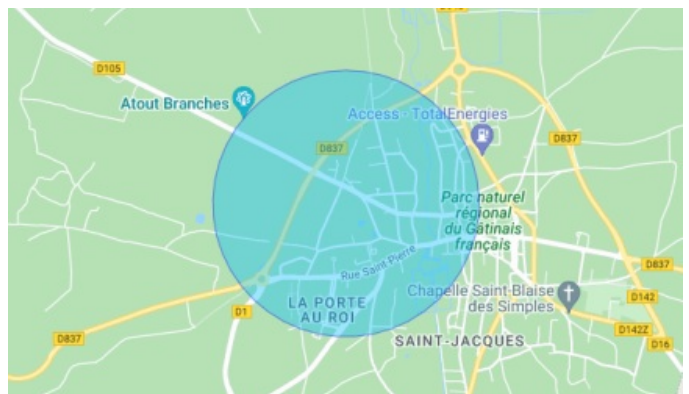 D105
Atout Branches
Access - TotalEnergies
D837
D837
Parc naturel
régional
du Gâtinais
français
Rue Saint-Pierre
D837
Chapelle Saint-Blaise
des Simples
D142
LA PORTE
AU ROI
D1
D837
SAINT-JACQUES
D142Z
D16